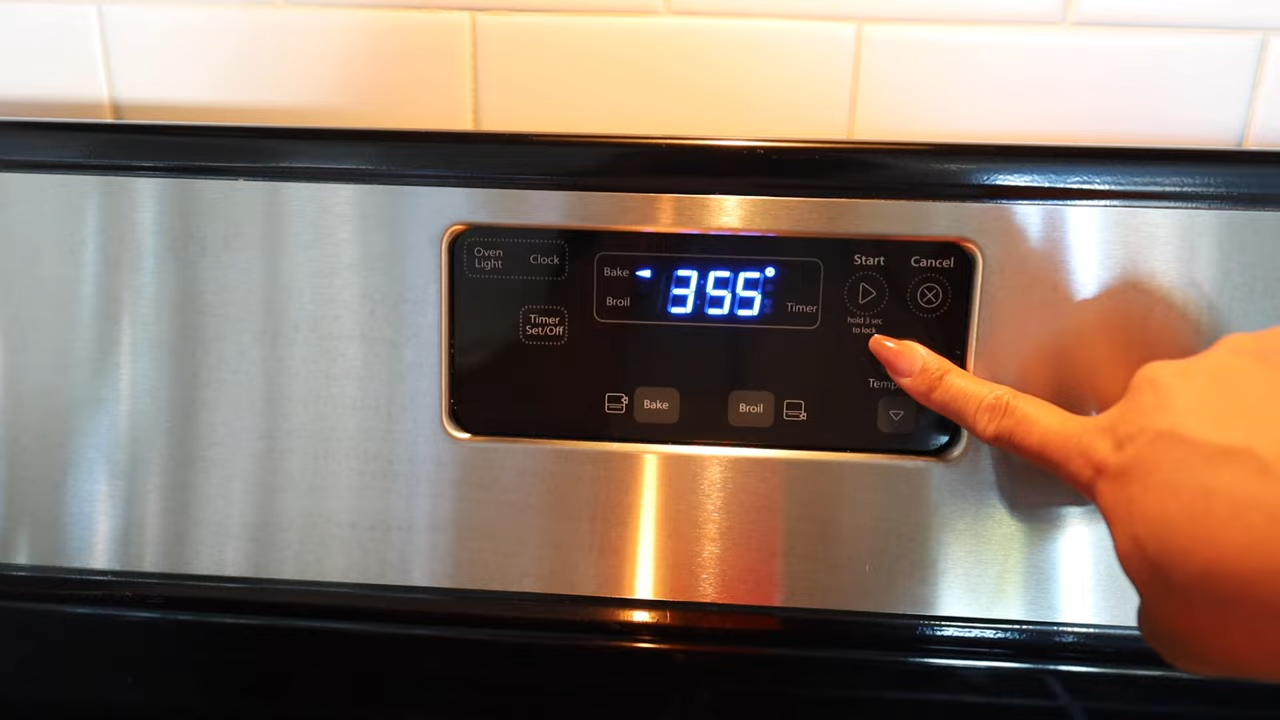 Oven
Light
Clock
Timer
Set/Off
Bake
Broil
355°
Timer
Start
Cancel
hold 3 sec
to lock
Bake
Broil